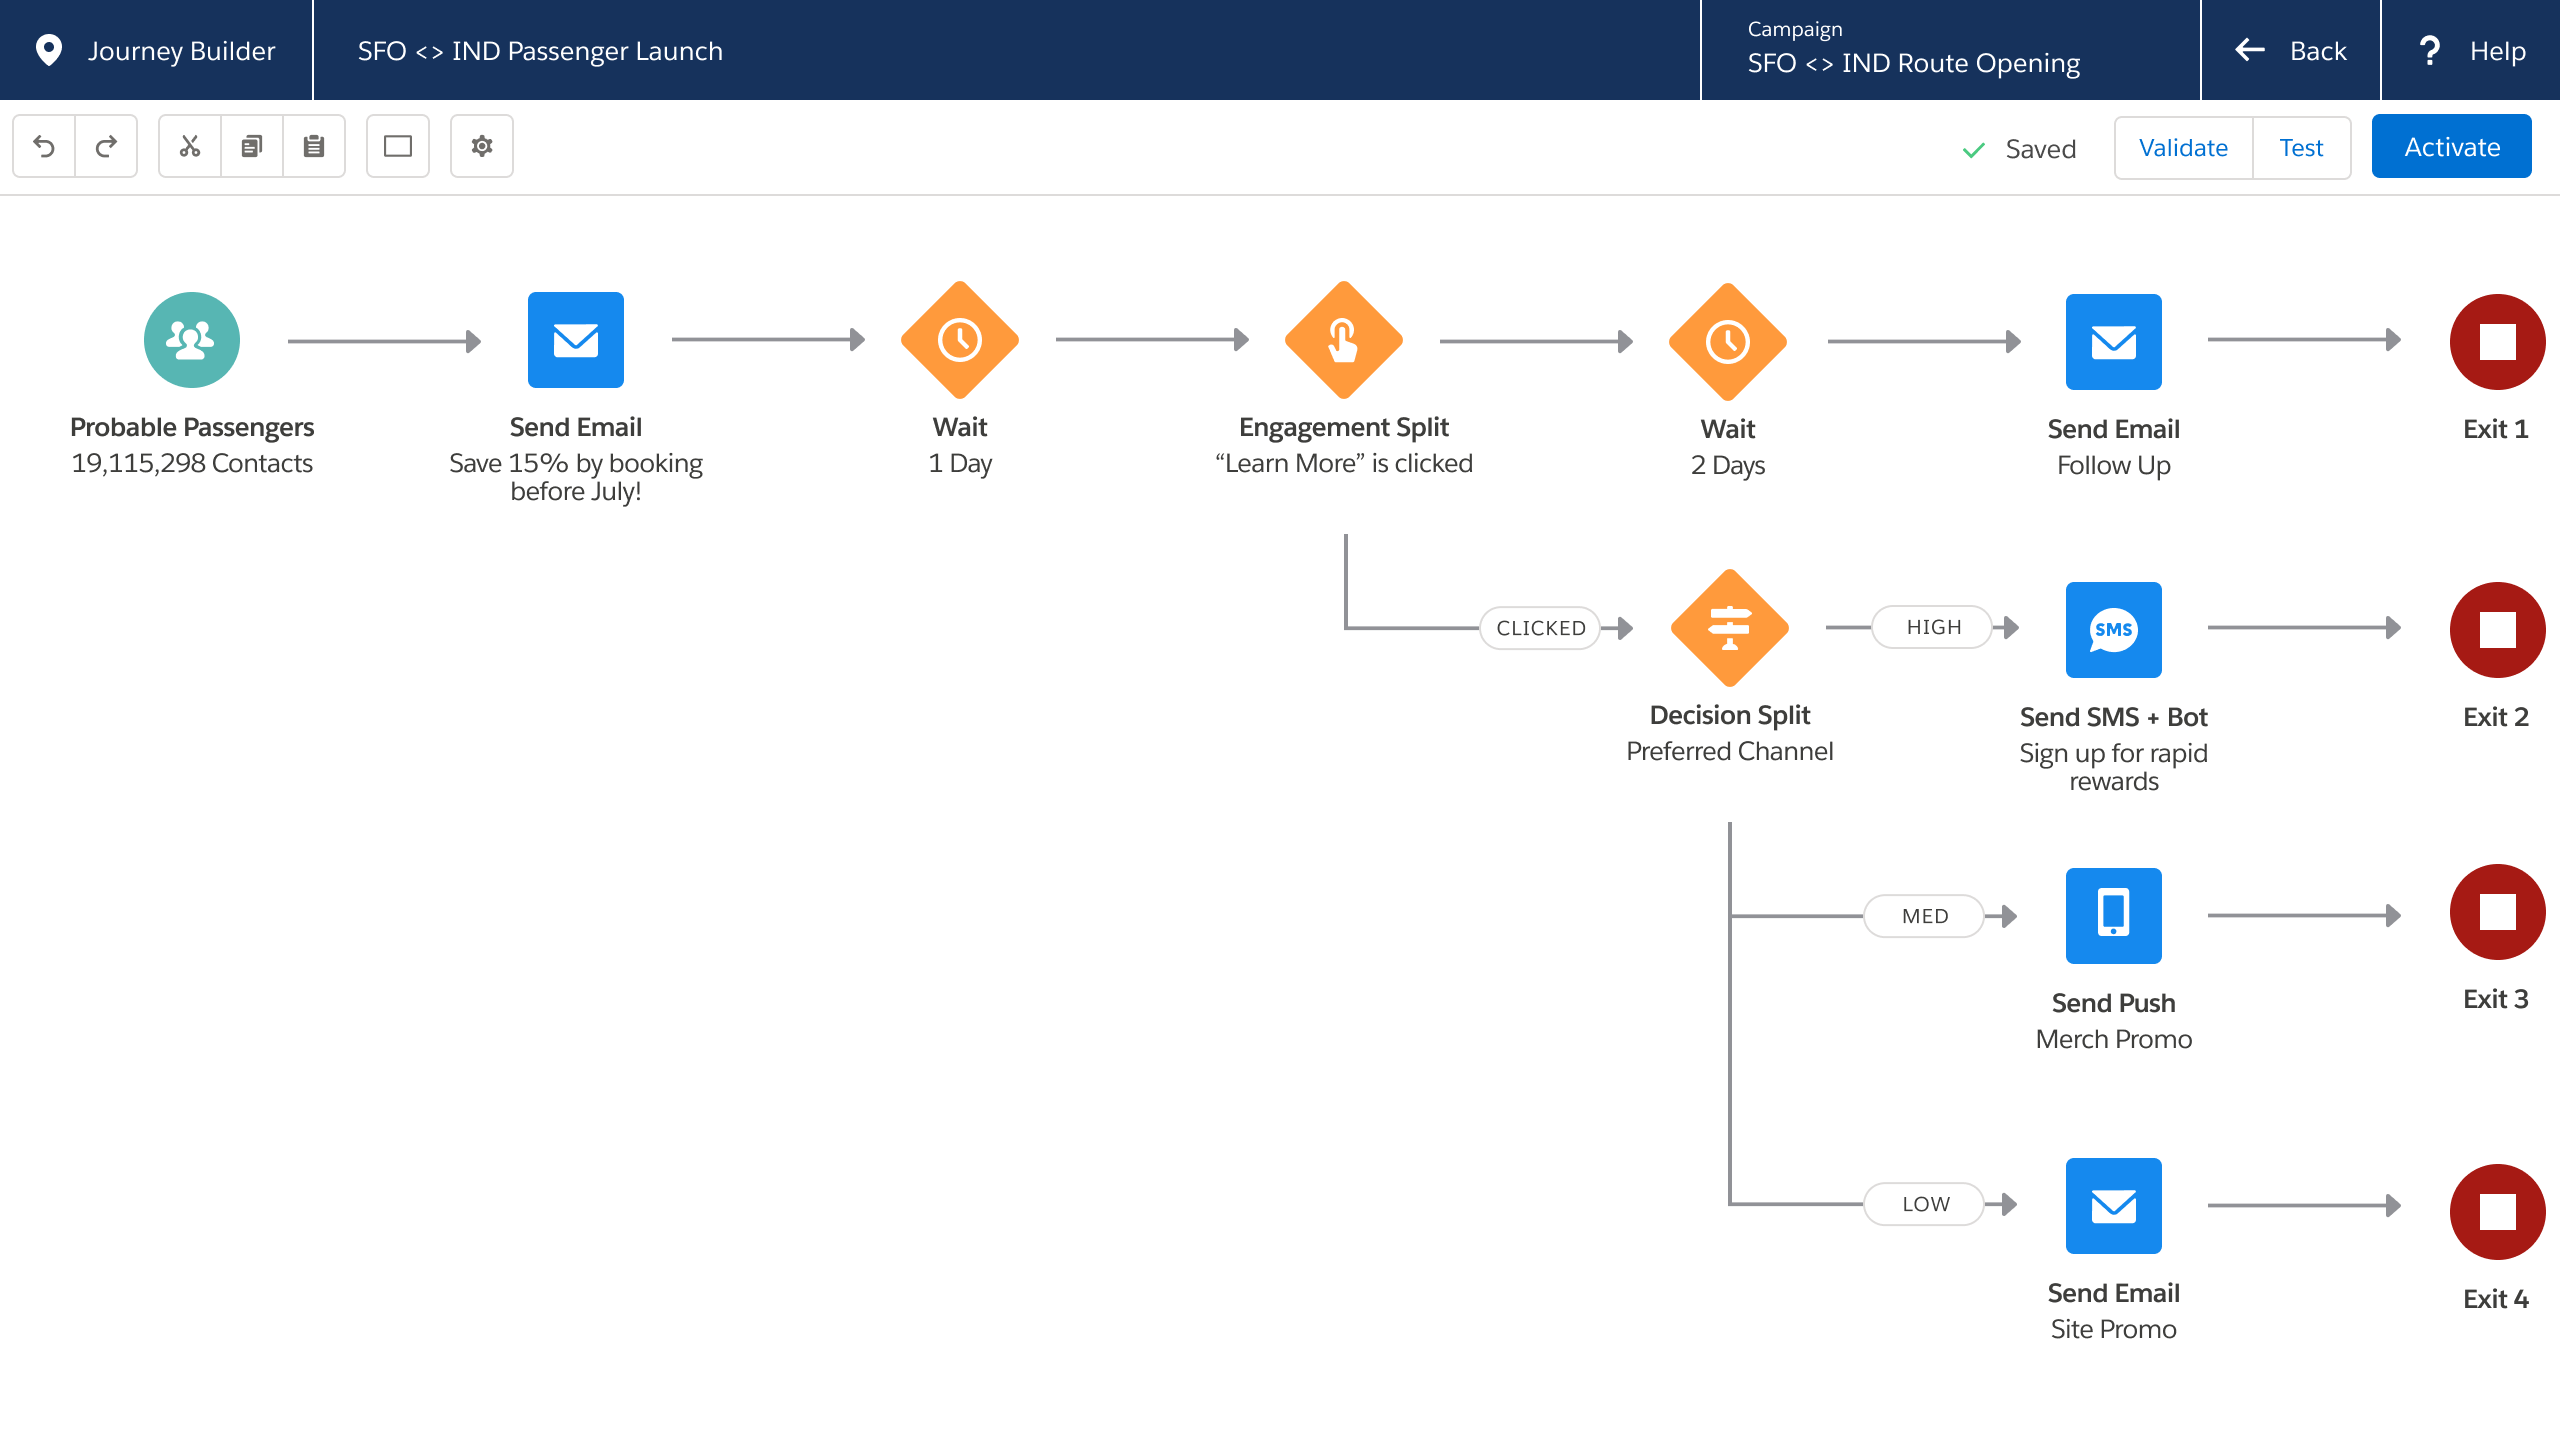 Journey Builder
SFO <> IND Passenger Launch
Campaign
SFO <> IND Route Opening
Back
Help
Saved
Validate
Test
Activate
Probable Passengers
19,115,298 Contacts
Send Email
Save 15% by booking
before July!
Wait
1 Day
Engagement Split
“Learn More” is clicked
Wait
2 Days
Send Email
Follow Up
Exit 1
CLICKED
Decision Split
Preferred Channel
HIGH
SMS
Send SMS + Bot
Sign up for rapid
rewards
Exit 2
MED
Send Push
Merch Promo
Exit 3
LOW
Send Email
Site Promo
Exit 4